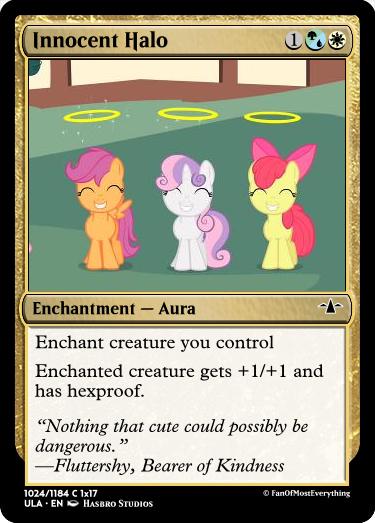 Innocent Halo 1
Enchantment — Aura
Enchant creature you control
Enchanted creature gets +1/+1 and
has hexproof.
“Nothing that cute could possibly be
dangerous.”
—Fluttershy, Bearer of Kindness
1024/1184 C 1x17
ULA • EN HASBRO STUDIOS
© FanOfMostEverything